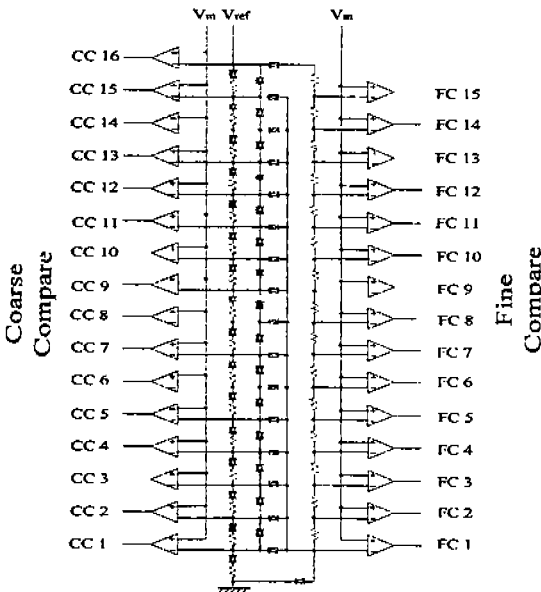 Vin Vref Vin
CC 16
CC 15
CC 14
CC 13
CC 12
CC 11
CC 10
CC 9
CC 8
CC 7
CC 6
CC 5
CC 4
CC 3
CC 2
CC 1
Coarse
Compare
FC 15
FC 14
FC 13
FC 12
FC 11
FC 10
FC 9
FC 8
FC 7
FC 6
FC 5
FC 4
FC 3
FC 2
FC 1
Fine
Compare